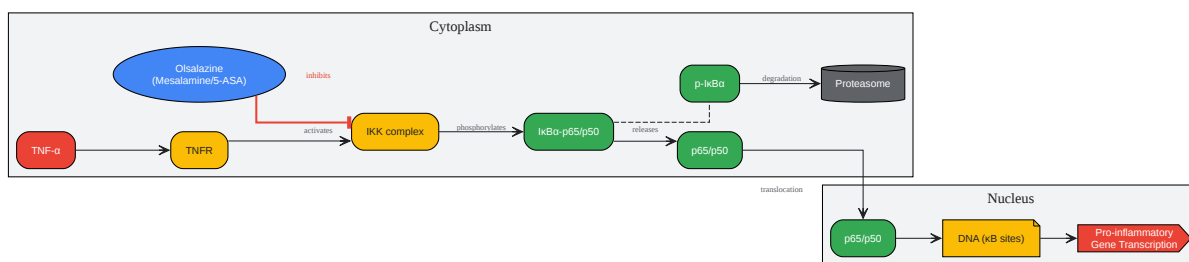 Cytoplasm
Olsalazine
(Mesalamine/5-ASA)
inhibits
p-IκBα
degradation
Proteasome
TNF-α
TNFR
activates
IKK complex
phosphorylates
IκBα-p65/p50
releases
p65/p50
translocation
Nucleus
p65/p50
DNA (κB sites)
Pro-inflammatory
Gene Transcription